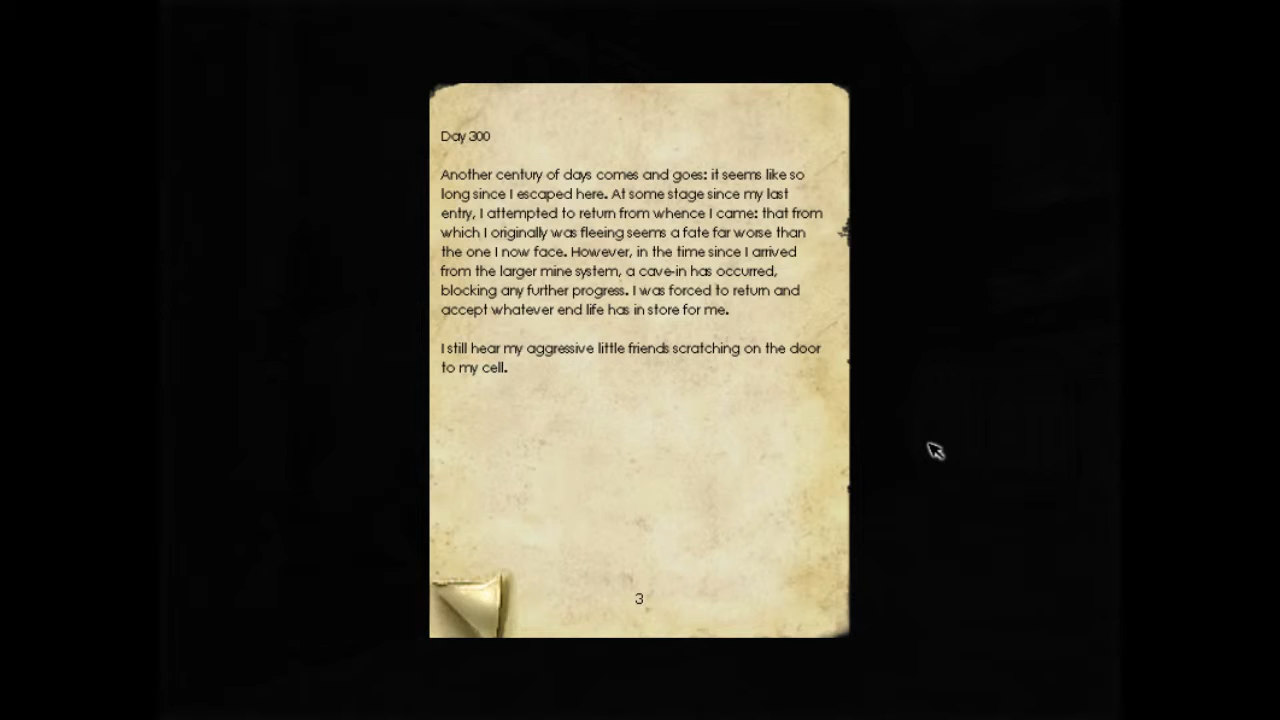 Day 300
Another century of days comes and goes: it seems like so
long since I escaped here. At some stage since my last
entry, I attempted to return from whence I came: that from
which I originally was fleeing seems a fate far worse than
the one I now face. However, in the time since I arrived
from the larger mine system, a cave-in has occurred,
blocking any further progress. I was forced to return and
accept whatever end life has in store for me.
I still hear my aggressive little friends scratching on the door
to my cell.
3